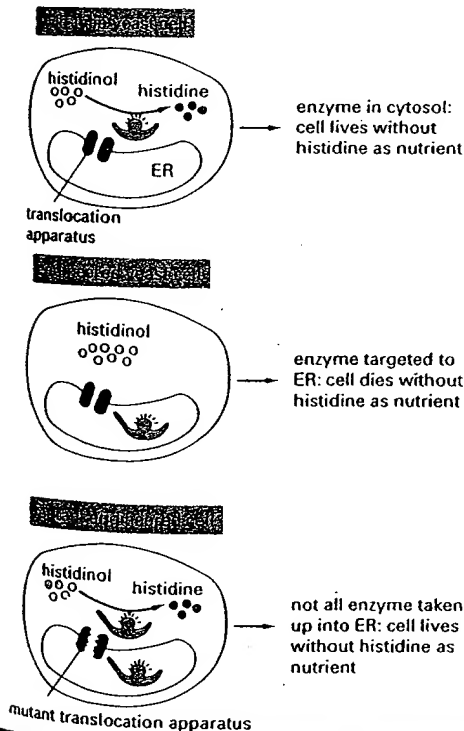 histidinol
histidine
ER
translocation
apparatus
enzyme in cytosol:
cell lives without
histidine as nutrient
histidinol
enzyme targeted to
ER: cell dies without
histidine as nutrient
histidinol
histidine
mutant translocation apparatus
not all enzyme taken
up into ER: cell lives
without histidine as
nutrient